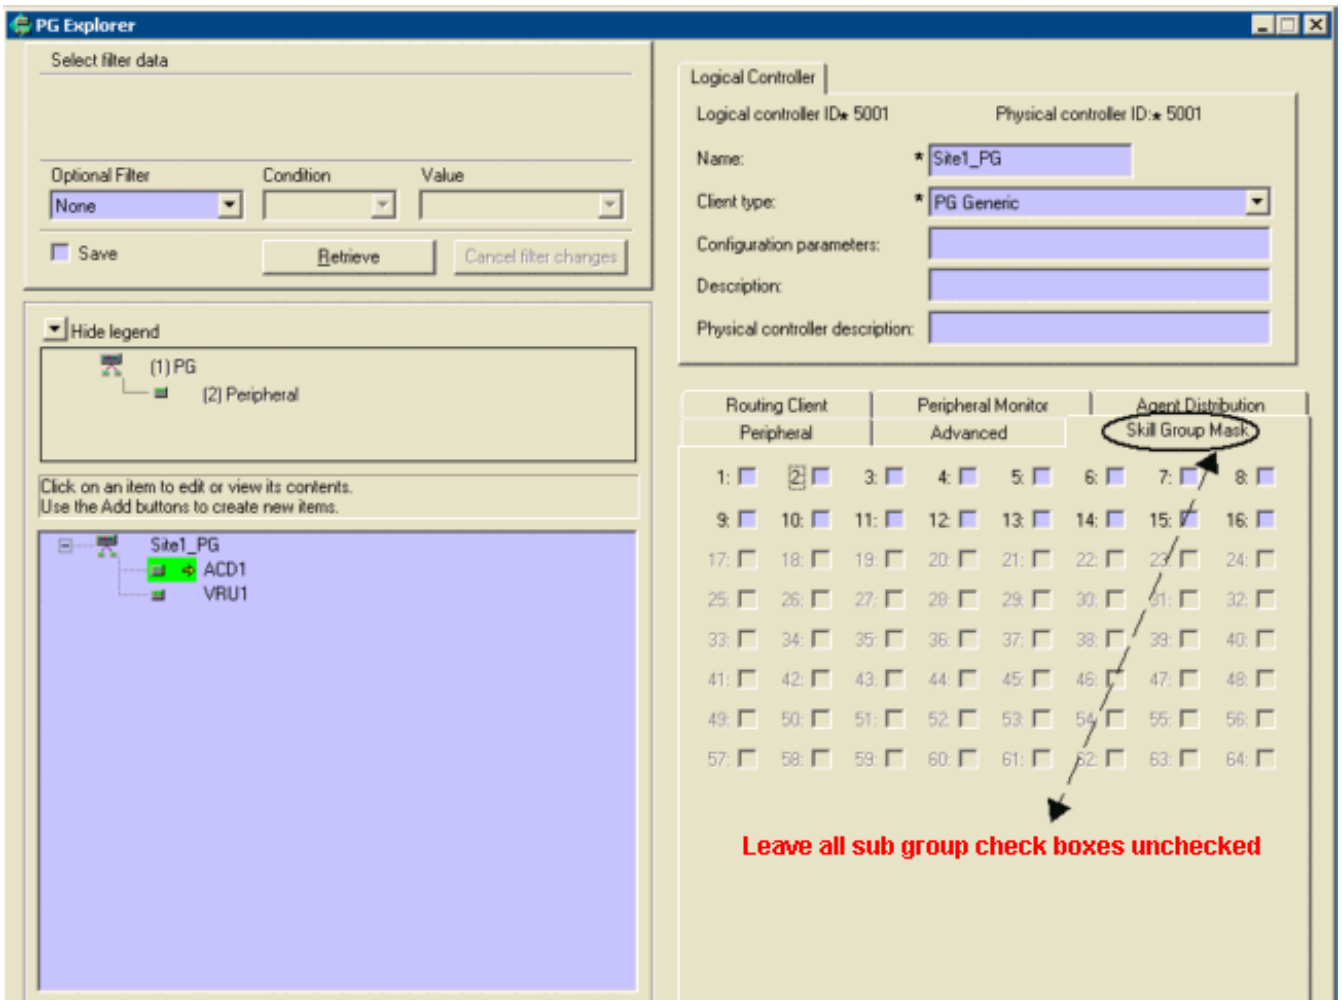 PG Explorer
Select filter data
Optional Filter Condition Value
None
Save Retrieve Cancel filter changes
Hide legend
(1) PG
(2) Peripheral
Click on an item to edit or view its contents.
Use the Add buttons to create new items.
Site1_PG
ACD1
VRU1
Logical Controller
Logical controller ID* 5001 Physical controller ID:* 5001
Name: * Site1_PG
Client type: * PG Generic
Configuration parameters:
Description:
Physical controller description:
Routing Client Peripheral Monitor Agent Distribution
Peripheral Advanced Skill Group Mask
1: 2: 3: 4: 5: 6: 7: 8:
9: 10: 11: 12: 13: 14: 15: 16:
17: 18: 19: 20: 21: 22: 23: 24:
25: 26: 27: 28: 29: 30: 31: 32:
33: 34: 35: 36: 37: 38: 39: 40:
41: 42: 43: 44: 45: 46: 47: 48:
49: 50: 51: 52: 53: 54: 55: 56:
57: 58: 59: 60: 61: 62: 63: 64:
Leave all sub group check boxes unchecked